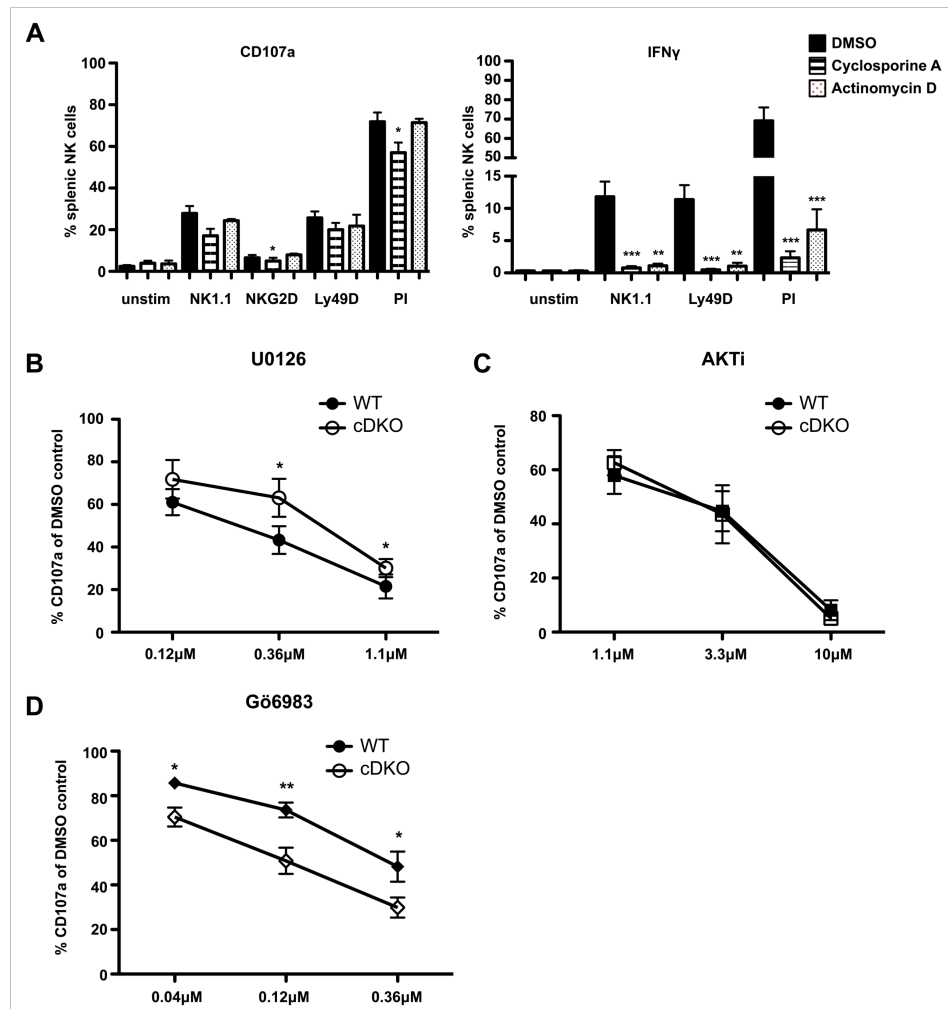 A
CD107a
% splenic NK cells
100
80
60
40
20
0
*
*
unstim NK1.1 NKG2D Ly49D PI
IFNγ
% splenic NK cells
100
90
80
70
60
50
15
10
5
0
*** ** *** ** *** ***
unstim NK1.1 Ly49D PI
DMSO
Cyclosporine A
Actinomycin D
B
U0126
WT
cDKO
% CD107a of DMSO control
100
80
60
40
20
0
*
*
0.12µM 0.36µM 1.1µM
C
AKTi
WT
cDKO
% CD107a of DMSO control
80
60
40
20
0
1.1µM 3.3µM 10µM
D
Gö6983
WT
cDKO
% CD107a of DMSO control
100
80
60
40
20
0
*
**
*
0.04µM 0.12µM 0.36µM